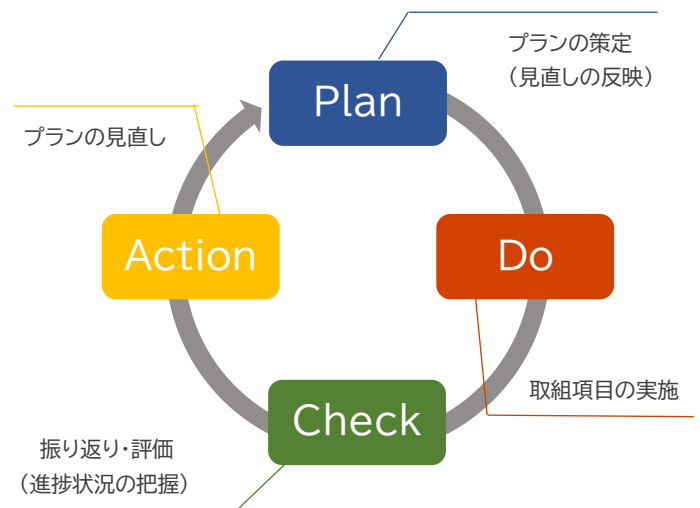 Plan
プランの策定
(見直しの反映)
Do
取組項目の実施
Check
振り返り・評価
(進捗状況の把握)
Action
プランの見直し